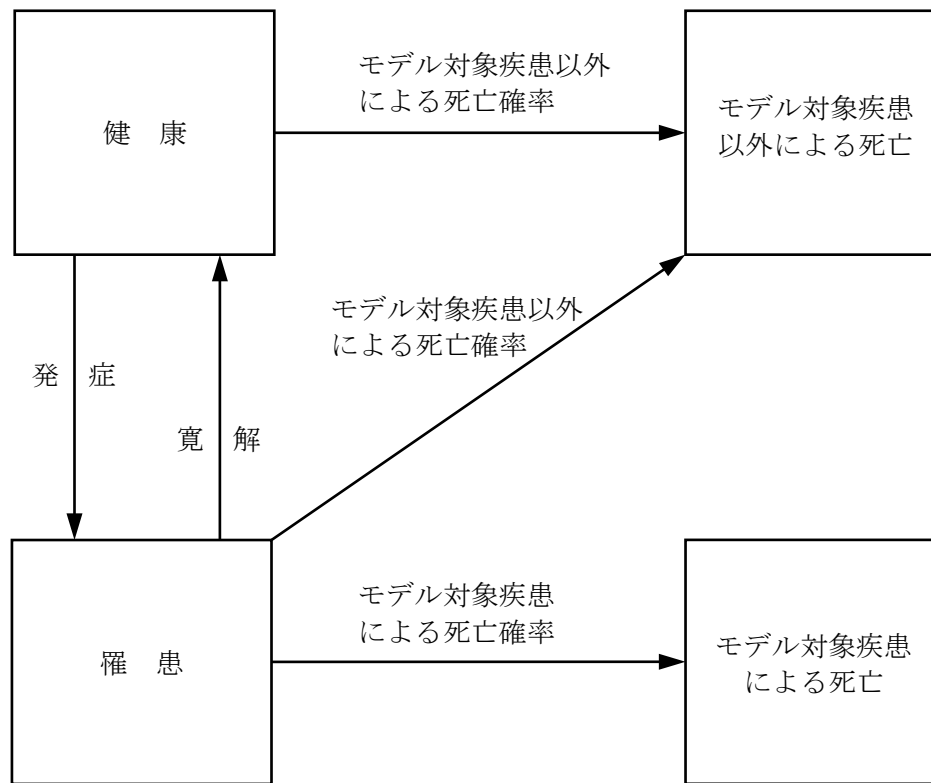 モデル対象疾患以外
による死亡確率
健　康
モデル対象疾患
以外による死亡
モデル対象疾患以外
による死亡確率
発　症
寛　解
モデル対象疾患
による死亡確率
罹　患
モデル対象疾患
による死亡